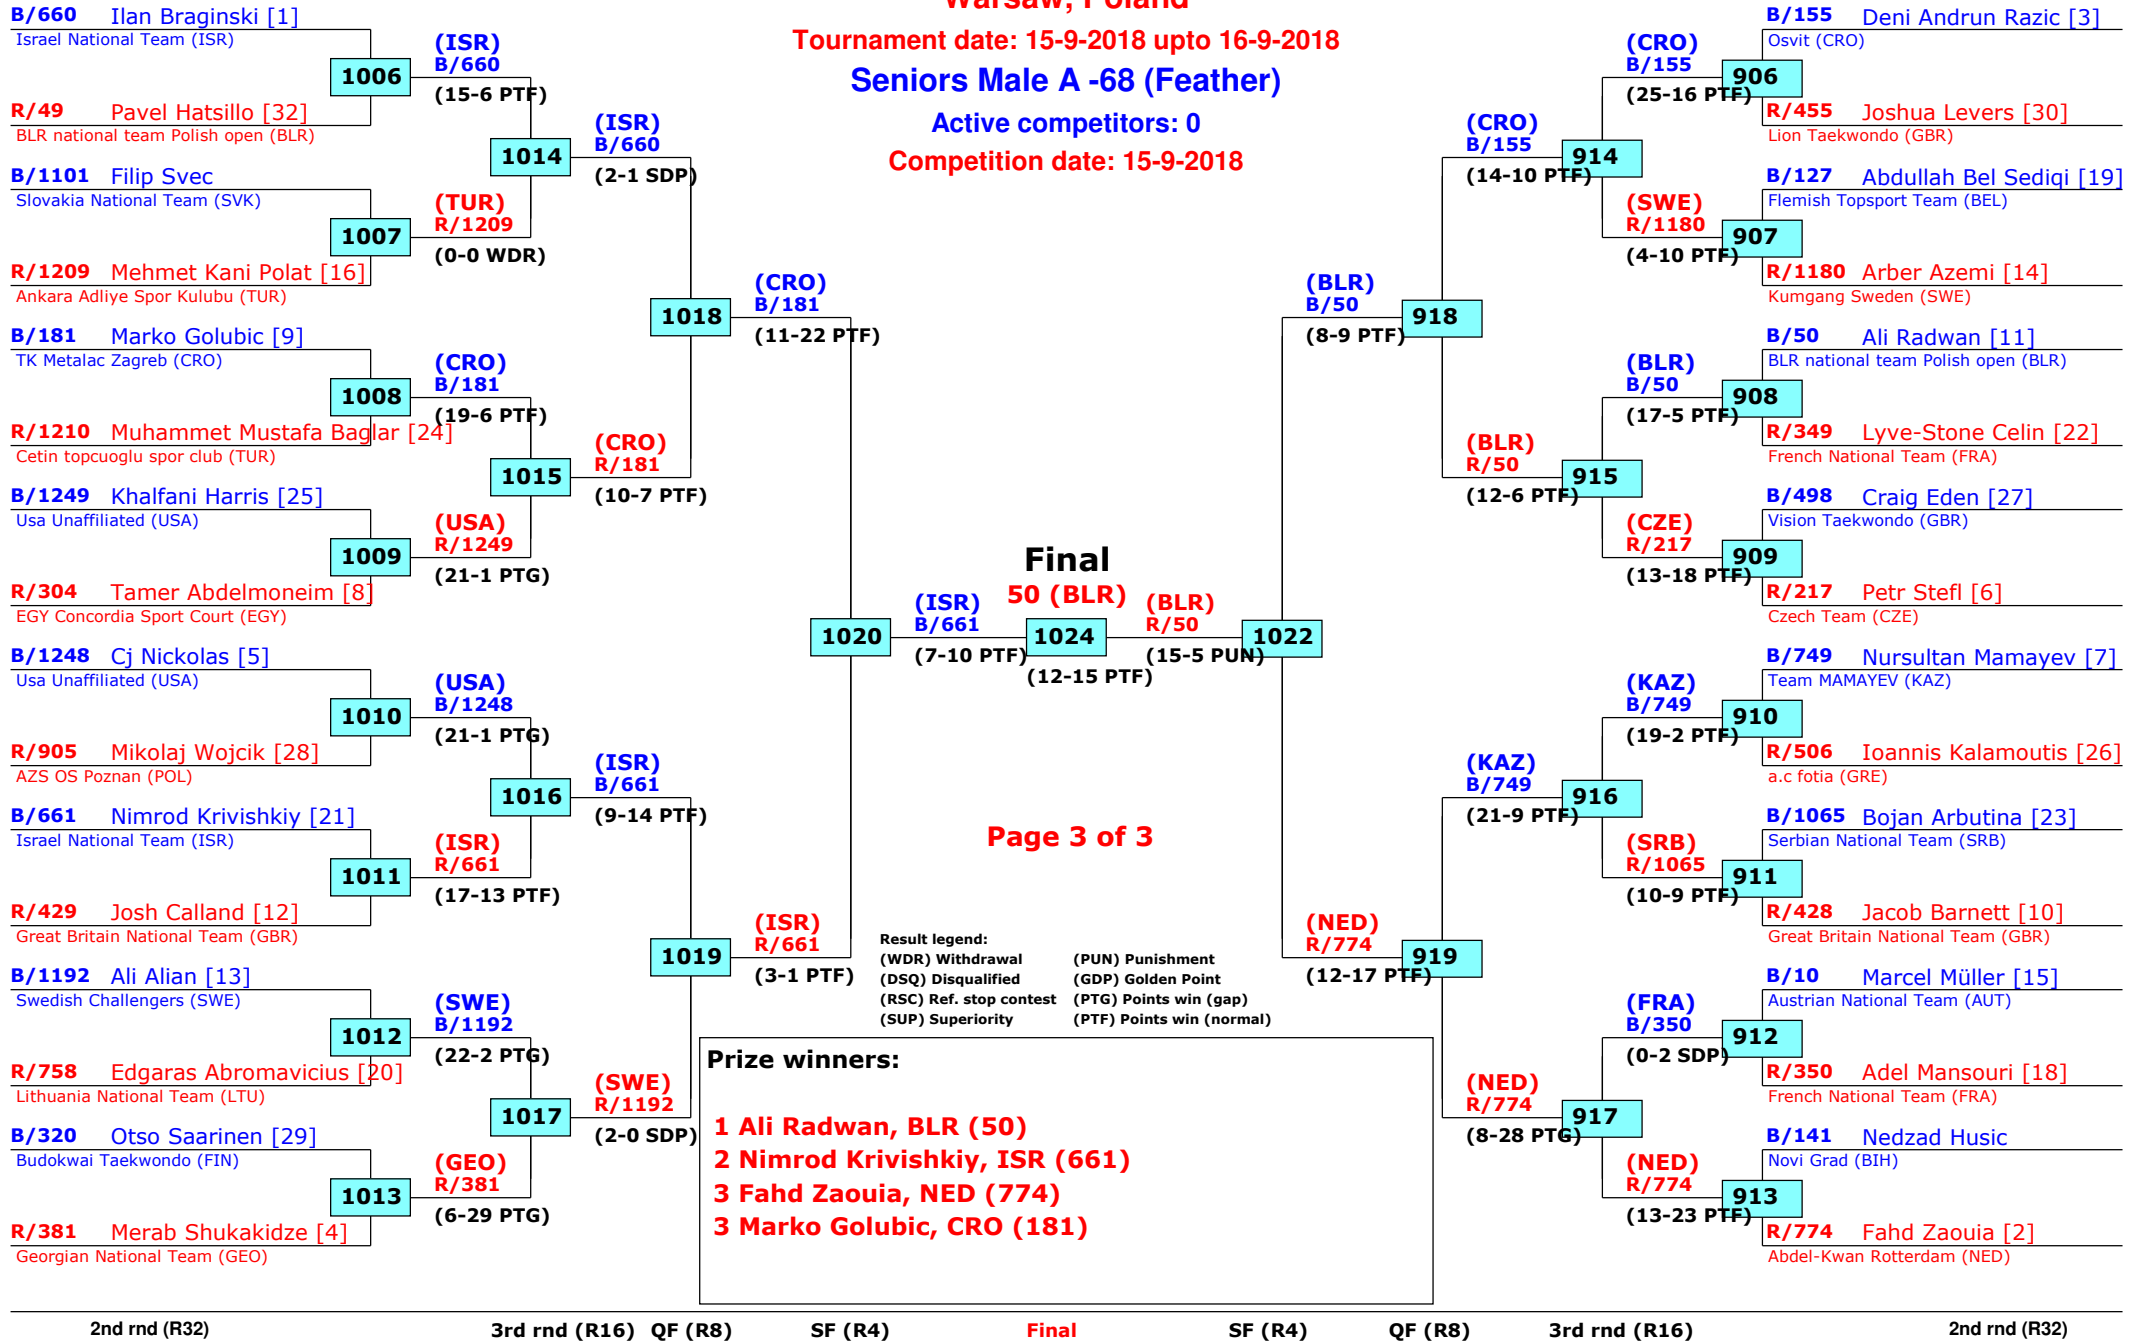 Warsaw, Poland
Tournament date: 15-9-2018 upto 16-9-2018
Seniors Male A -68 (Feather)
Active competitors: 0
Competition date: 15-9-2018
B/660 Ilan Braginski [1]
Israel National Team (ISR)
R/49 Pavel Hatsillo [32]
BLR national team Polish open (BLR)
B/1101 Filip Svec
Slovakia National Team (SVK)
R/1209 Mehmet Kani Polat [16]
Ankara Adliye Spor Kulubu (TUR)
B/181 Marko Golubic [9]
TK Metalac Zagreb (CRO)
R/1210 Muhammet Mustafa Baglar [24]
Cetin topcuoglu spor club (TUR)
B/1249 Khalfani Harris [25]
Usa Unaffiliated (USA)
R/304 Tamer Abdelmoneim [8]
EGY Concordia Sport Court (EGY)
B/1248 Cj Nickolas [5]
Usa Unaffiliated (USA)
R/905 Mikolaj Wojcik [28]
AZS OS Poznan (POL)
B/661 Nimrod Krivishkiy [21]
Israel National Team (ISR)
R/429 Josh Calland [12]
Great Britain National Team (GBR)
B/1192 Ali Alian [13]
Swedish Challengers (SWE)
R/758 Edgaras Abromavicius [20]
Lithuania National Team (LTU)
B/320 Otso Saarinen [29]
Budokwai Taekwondo (FIN)
R/381 Merab Shukakidze [4]
Georgian National Team (GEO)
1006
(ISR)
B/660
(15-6 PTF)
1007
(TUR)
R/1209
(0-0 WDR)
1008
(CRO)
B/181
(19-6 PTF)
1009
(USA)
R/1249
(21-1 PTG)
1010
(USA)
B/1248
(21-1 PTG)
1011
(ISR)
R/661
(17-13 PTF)
1012
(SWE)
B/1192
(22-2 PTG)
1013
(GEO)
R/381
(6-29 PTG)
1014
(ISR)
B/660
(2-1 SDP)
1015
(CRO)
R/181
(10-7 PTF)
1016
(ISR)
B/661
(9-14 PTF)
1017
(SWE)
R/1192
(2-0 SDP)
1018
(CRO)
B/181
(11-22 PTF)
1019
(ISR)
R/661
(3-1 PTF)
1020
(ISR)
B/661
(7-10 PTF)
Final
50 (BLR)
1024
(12-15 PTF)
(BLR)
R/50
(15-5 PUN)
1022
(BLR)
B/50
(8-9 PTF)
918
(NED)
R/774
(12-17 PTF)
919
(CRO)
B/155
(14-10 PTF)
914
(BLR)
R/50
(12-6 PTF)
915
(KAZ)
B/749
(21-9 PTF)
916
(NED)
R/774
(8-28 PTG)
917
(CRO)
B/155
(25-16 PTF)
906
(SWE)
R/1180
(4-10 PTF)
907
(BLR)
B/50
(17-5 PTF)
908
(CZE)
R/217
(13-18 PTF)
909
(KAZ)
B/749
(19-2 PTF)
910
(SRB)
R/1065
(10-9 PTF)
911
(FRA)
B/350
(0-2 SDP)
912
(NED)
R/774
(13-23 PTF)
913
B/155 Deni Andrun Razic [3]
Osvit (CRO)
R/455 Joshua Levers [30]
Lion Taekwondo (GBR)
B/127 Abdullah Bel Sediqi [19]
Flemish Topsport Team (BEL)
R/1180 Arber Azemi [14]
Kumgang Sweden (SWE)
B/50 Ali Radwan [11]
BLR national team Polish open (BLR)
R/349 Lyve-Stone Celin [22]
French National Team (FRA)
B/498 Craig Eden [27]
Vision Taekwondo (GBR)
R/217 Petr Stefl [6]
Czech Team (CZE)
B/749 Nursultan Mamayev [7]
Team MAMAYEV (KAZ)
R/506 Ioannis Kalamoutis [26]
a.c fotia (GRE)
B/1065 Bojan Arbutina [23]
Serbian National Team (SRB)
R/428 Jacob Barnett [10]
Great Britain National Team (GBR)
B/10 Marcel Müller [15]
Austrian National Team (AUT)
R/350 Adel Mansouri [18]
French National Team (FRA)
B/141 Nedzad Husic
Novi Grad (BIH)
R/774 Fahd Zaouia [2]
Abdel-Kwan Rotterdam (NED)
Page 3 of 3
Result legend:
(WDR) Withdrawal (PUN) Punishment
(DSQ) Disqualified (GDP) Golden Point
(RSC) Ref. stop contest (PTG) Points win (gap)
(SUP) Superiority (PTF) Points win (normal)
Prize winners:
1 Ali Radwan, BLR (50)
2 Nimrod Krivishkiy, ISR (661)
3 Fahd Zaouia, NED (774)
3 Marko Golubic, CRO (181)
2nd rnd (R32) 3rd rnd (R16) QF (R8) SF (R4) Final SF (R4) QF (R8) 3rd rnd (R16) 2nd rnd (R32)